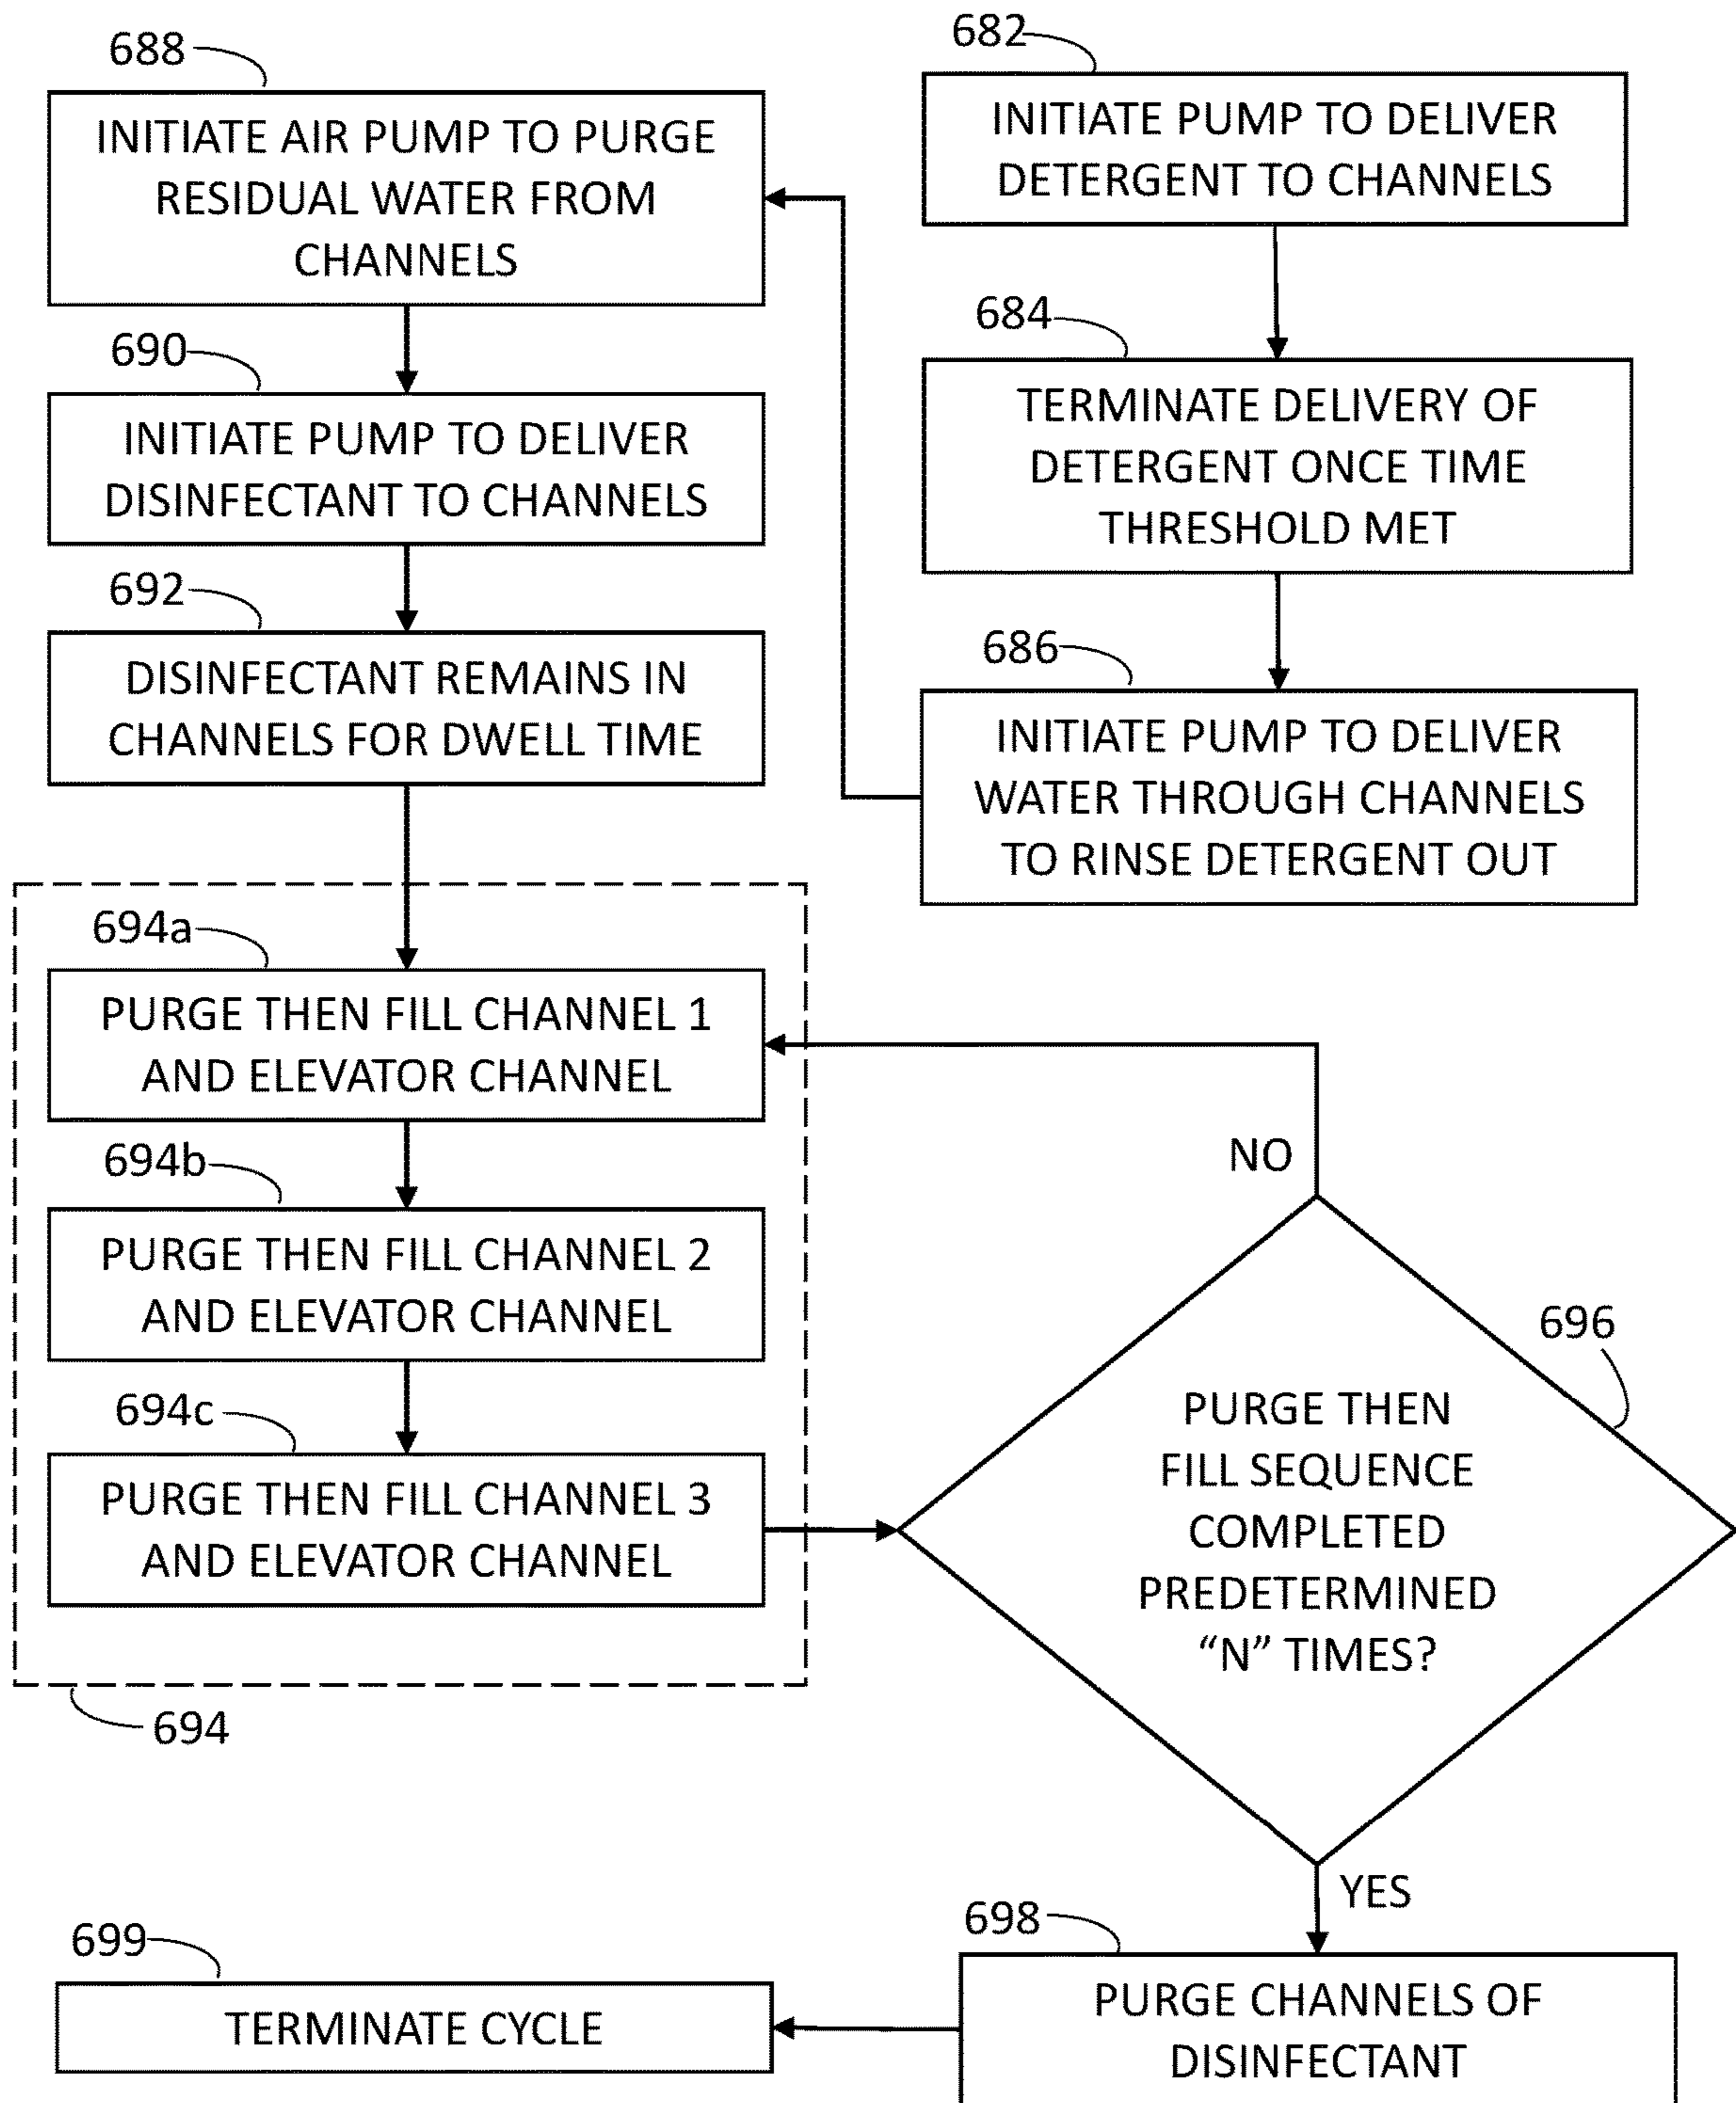 682
INITIATE PUMP TO DELIVER
DETERGENT TO CHANNELS
684
TERMINATE DELIVERY OF
DETERGENT ONCE TIME
THRESHOLD MET
686
INITIATE PUMP TO DELIVER
WATER THROUGH CHANNELS
TO RINSE DETERGENT OUT
688
INITIATE AIR PUMP TO PURGE
RESIDUAL WATER FROM
CHANNELS
690
INITIATE PUMP TO DELIVER
DISINFECTANT TO CHANNELS
692
DISINFECTANT REMAINS IN
CHANNELS FOR DWELL TIME
694a
PURGE THEN FILL CHANNEL 1
AND ELEVATOR CHANNEL
694b
PURGE THEN FILL CHANNEL 2
AND ELEVATOR CHANNEL
694c
PURGE THEN FILL CHANNEL 3
AND ELEVATOR CHANNEL
694
NO
696
PURGE THEN
FILL SEQUENCE
COMPLETED
PREDETERMINED
“N” TIMES?
YES
698
PURGE CHANNELS OF
DISINFECTANT
699
TERMINATE CYCLE